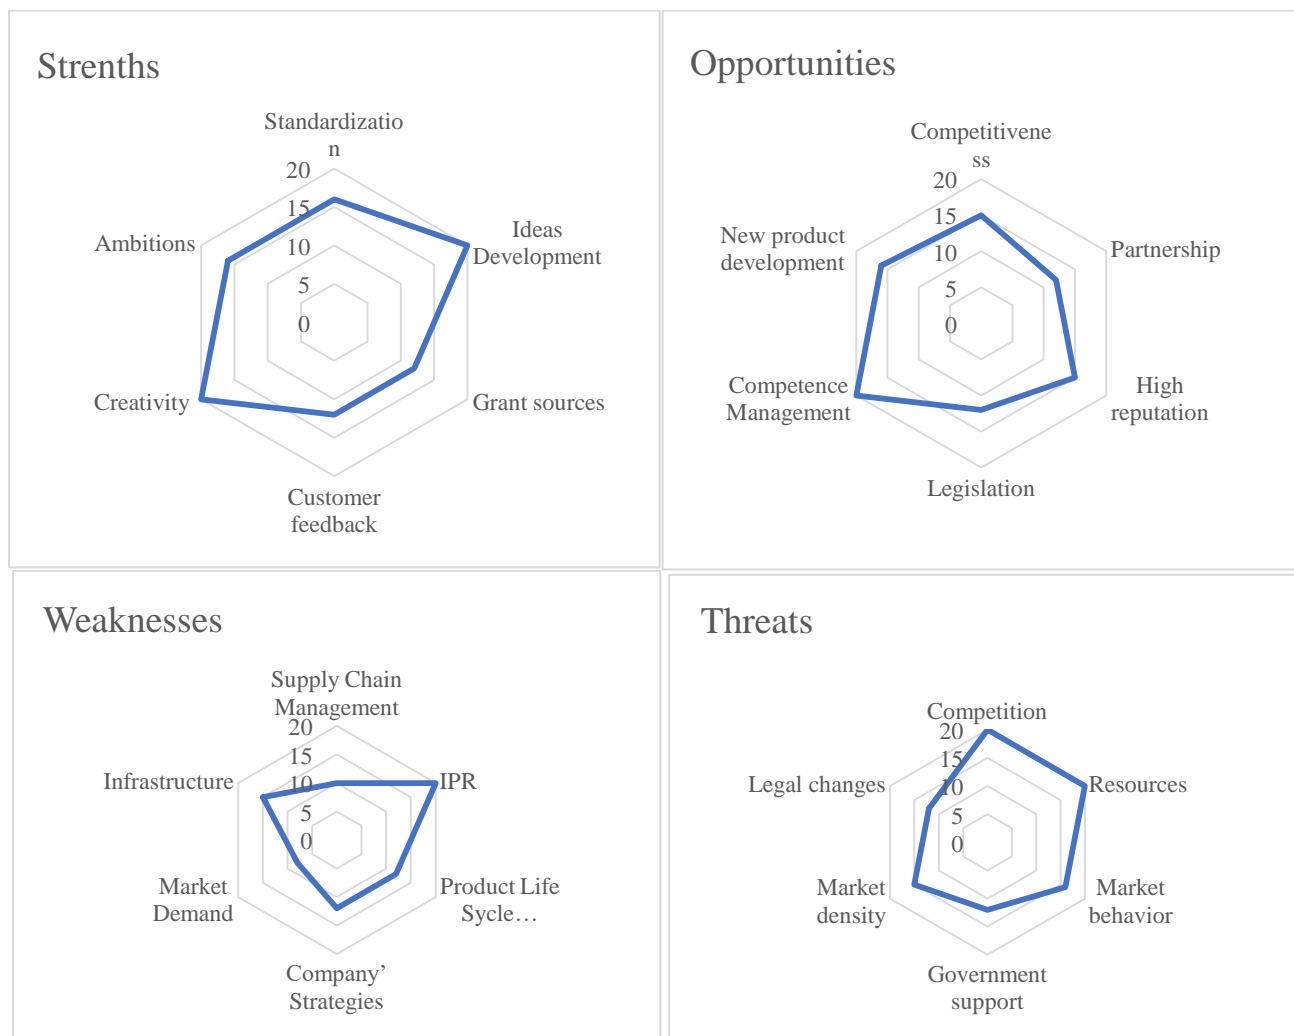 Strenths
Standardizatio
n
20
15
10
5
0
Ideas
Development
Grant sources
Customer
feedback
Creativity
Ambitions
Opportunities
Competitivene
ss
20
15
10
5
0
Partnership
High
reputation
Legislation
Competence
Management
New product
development
Weaknesses
Supply Chain
Management
20
15
10
5
0
IPR
Product Life
Sycle…
Company’
Strategies
Market
Demand
Infrastructure
Threats
Competition
20
15
10
5
0
Resources
Market
behavior
Government
support
Market
density
Legal changes